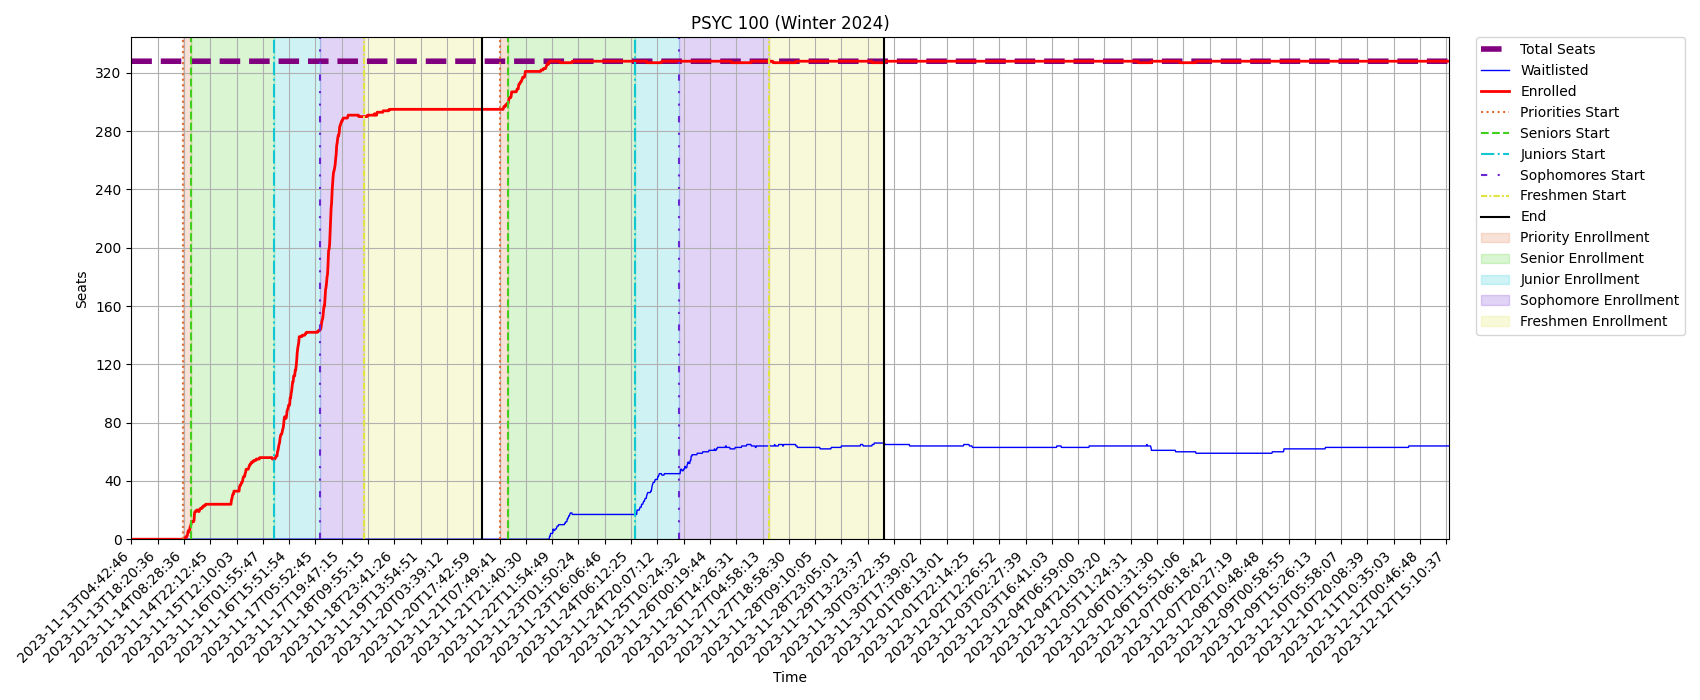 PSYC 100 (Winter 2024)
Seats
320
280
240
200
160
120
80
40
0
2023-11-13T04:42:46
2023-11-13T18:20:36
2023-11-14T08:28:36
2023-11-14T22:12:45
2023-11-15T12:10:03
2023-11-16T01:55:47
2023-11-16T15:51:54
2023-11-17T05:52:45
2023-11-17T19:47:15
2023-11-18T09:55:15
2023-11-18T23:41:26
2023-11-19T13:54:51
2023-11-20T03:39:12
2023-11-20T17:42:59
2023-11-21T07:49:41
2023-11-21T21:40:30
2023-11-22T11:54:49
2023-11-23T01:50:24
2023-11-23T16:06:46
2023-11-24T06:12:25
2023-11-24T20:07:12
2023-11-25T10:24:32
2023-11-26T00:19:44
2023-11-26T14:26:31
2023-11-27T04:58:13
2023-11-27T18:58:30
2023-11-28T09:10:05
2023-11-28T23:05:01
2023-11-29T13:23:37
2023-11-30T03:22:35
2023-11-30T17:39:02
2023-12-01T08:13:01
2023-12-01T22:14:25
2023-12-02T12:26:52
2023-12-03T03:27:39
2023-12-03T16:41:03
2023-12-04T06:59:00
2023-12-04T21:03:20
2023-12-05T11:24:31
2023-12-06T01:31:30
2023-12-06T15:51:06
2023-12-07T06:18:42
2023-12-07T20:27:19
2023-12-08T10:48:48
2023-12-09T00:58:55
2023-12-09T15:26:13
2023-12-10T05:58:07
2023-12-10T20:08:39
2023-12-11T10:35:03
2023-12-12T00:46:48
2023-12-12T15:10:37
Time
Total Seats
Waitlisted
Enrolled
Priorities Start
Seniors Start
Juniors Start
Sophomores Start
Freshmen Start
End
Priority Enrollment
Senior Enrollment
Junior Enrollment
Sophomore Enrollment
Freshmen Enrollment